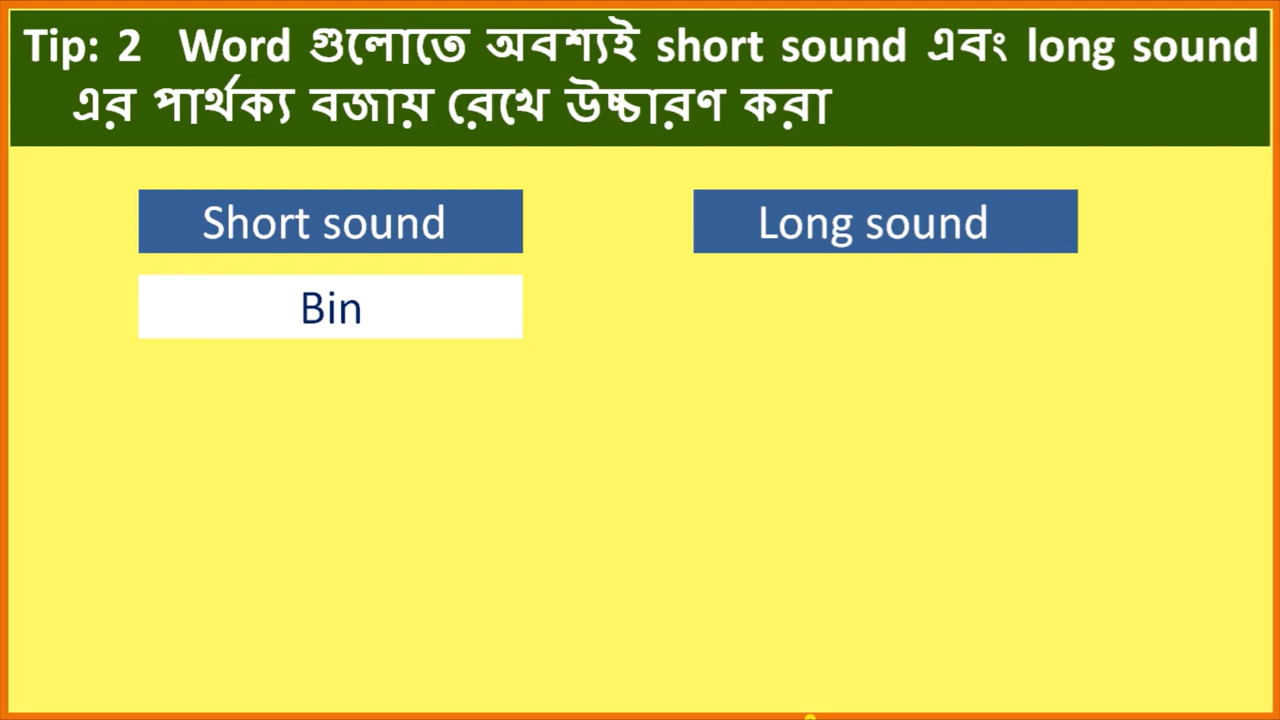 Tip: 2 Word গুলোতে অবশ্যই short sound এবং long sound
এর পার্থক্য বজায় রেখে উচ্চারণ করা
Short sound
Long sound
Bin